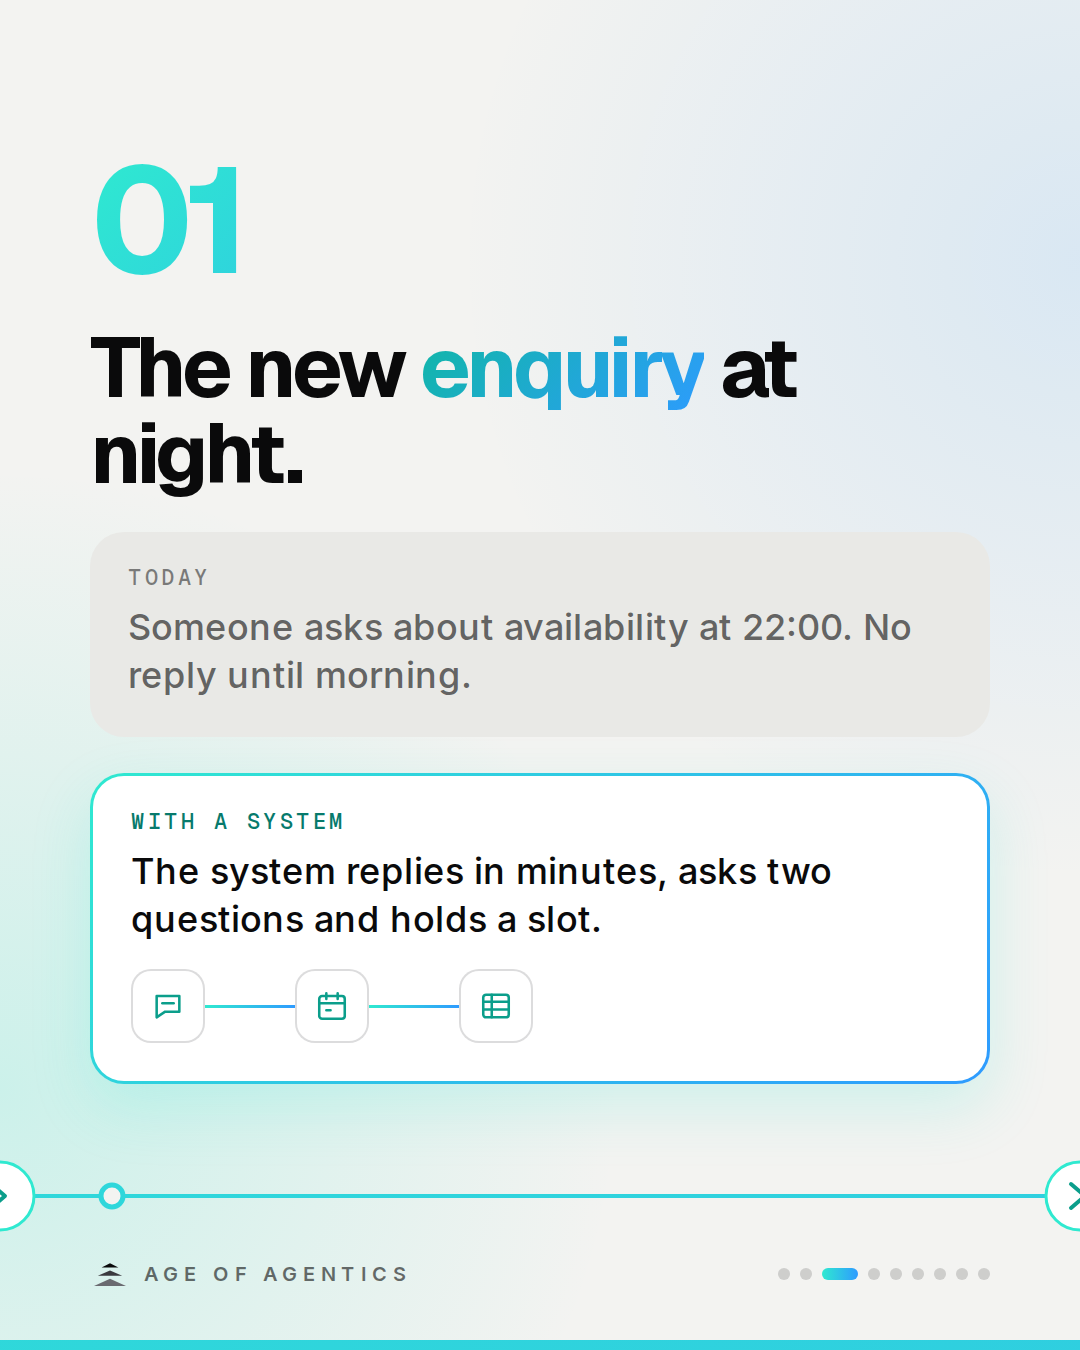 01
The new enquiry at
night.
TODAY
Someone asks about availability at 22:00. No
reply until morning.
WITH A SYSTEM
The system replies in minutes, asks two
questions and holds a slot.
AGE OF AGENTICS